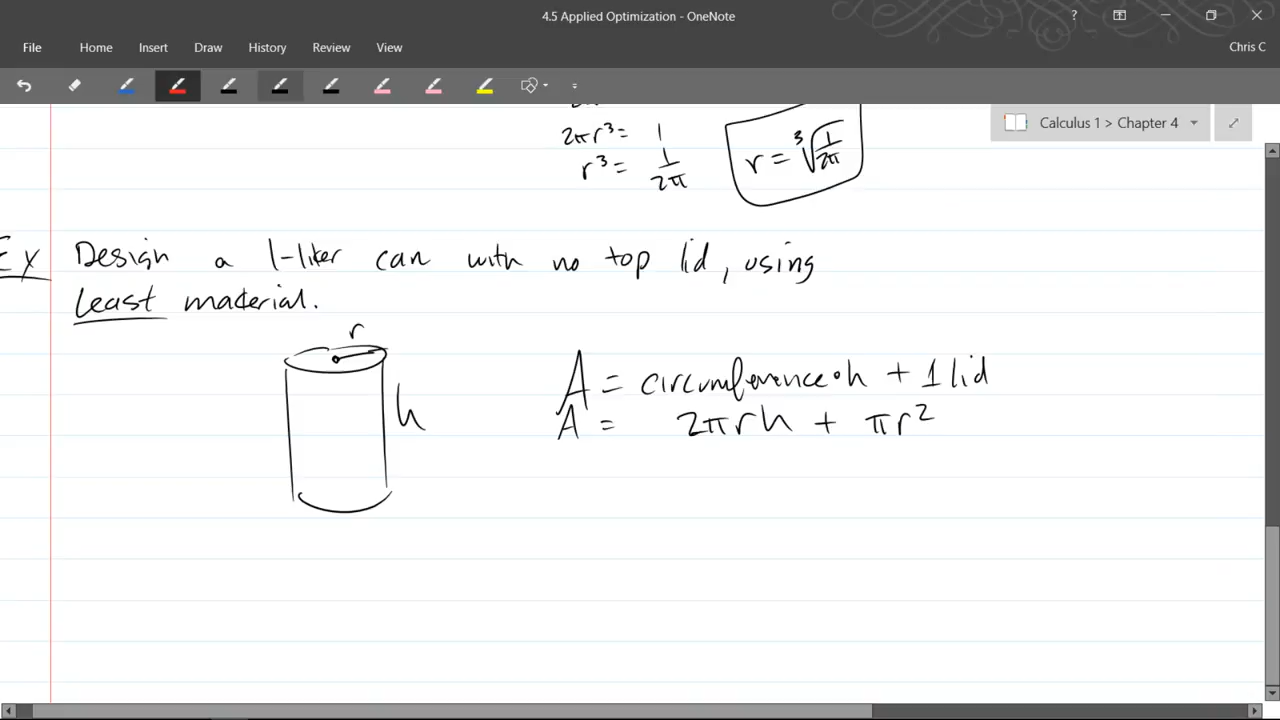 4.5 Applied Optimization - OneNote
File Home Insert Draw History Review View
Chris C
Calculus 1 > Chapter 4
2πr³ = 1
r³ = 1/2π
r = ³√(1/2π)
Ex Design a 1-liter can with no top lid, using
Least material.
r
h
A = circumference•h + 1 lid
A = 2πrh + πr²